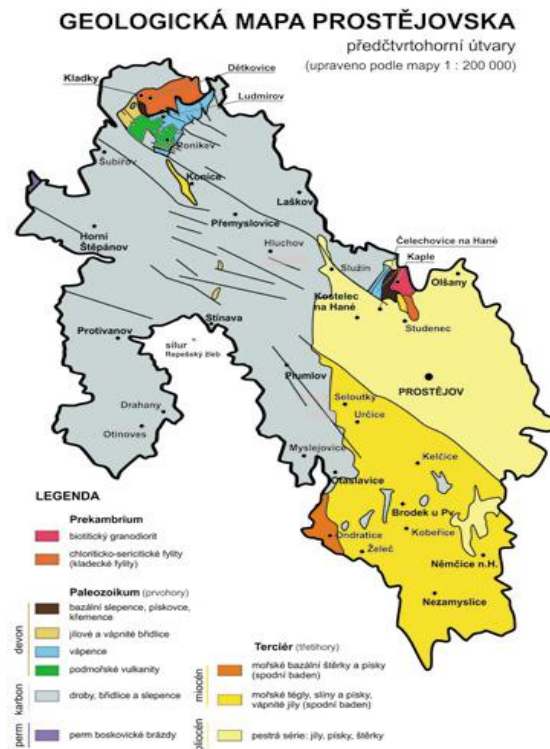 GEOLOGICKÁ MAPA PROSTĚJOVSKA
předčtvrtohorní útvary
(upraveno podle mapy 1 : 200 000)
Dětkovice
Kladky
Ludmírov
Ponikev
Šubířov
Konice
Laškov
Přemyslovice
Horní
Štěpánov
Hluchov
Čelechovice na Hané
Služín
Kaple
Olšany
Kostelec
na Hané
Studenec
Stínava
Protivanov
silur
Repešský žleb
PROSTĚJOV
Plumlov
Soloutky
Určice
Drahany
Otinoves
Myslejovice
Kelčice
Otaslavice
Brodek u Pv.
Kobeřice
Ondratice
Želeč
Němčice n.H.
Nezamyslice
LEGENDA
Prekambrium
biotitický granodiorit
chloriticko-sericitické fylity
(kladecké fylity)
Paleozoikum (prvohory)
devon
bazální slepence, pískovce,
křemence
jílové a vápnité břidlice
vápence
podmořské vulkanity
karbon
droby, břidlice a slepence
perm
perm boskovické brázdy
Terciér (třetihory)
miocén
mořské bazální štěrky a písky
(spodní baden)
mořské tégly, slíny a písky,
vápnité jíly (spodní baden)
pliocén
pestrá série: jíly, písky, štěrky